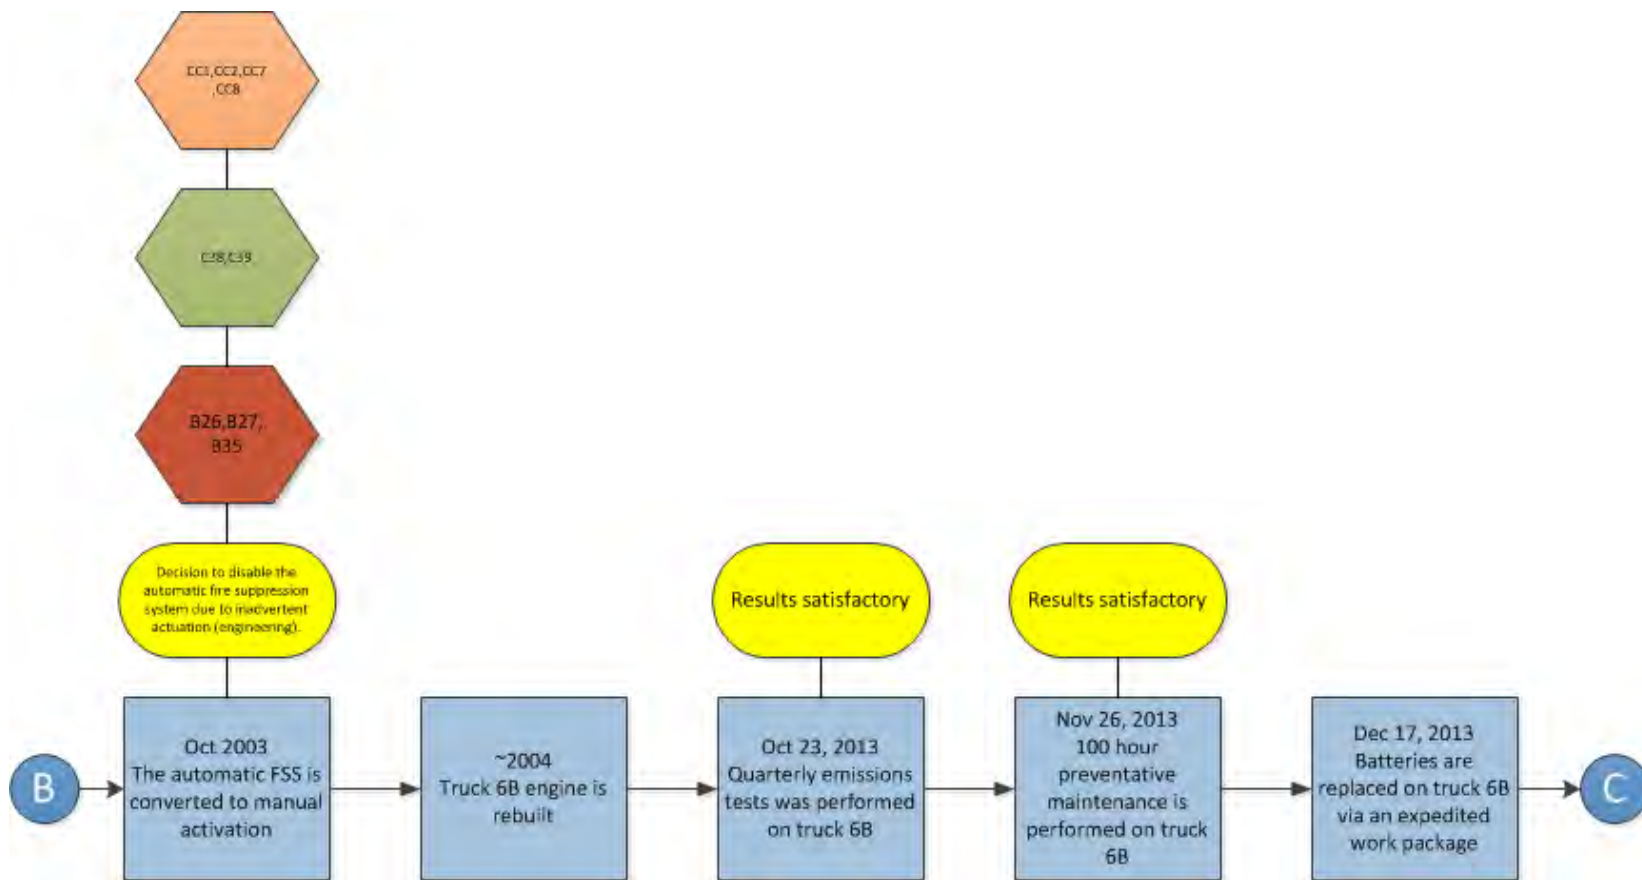 CC1,CC2,CC7
,CC8
C38,C39
B26,B27,
B35
Decision to disable the
automatic fire suppression
system due to inadvertent
actuation (engineering).
Results satisfactory
Results satisfactory
B
Oct 2003
The automatic FSS is
converted to manual
activation
~2004
Truck 6B engine is
rebuilt
Oct 23, 2013
Quarterly emissions
tests was performed
on truck 6B
Nov 26, 2013
100 hour
preventative
maintenance is
performed on truck
6B
Dec 17, 2013
Batteries are
replaced on truck 6B
via an expedited
work package
C